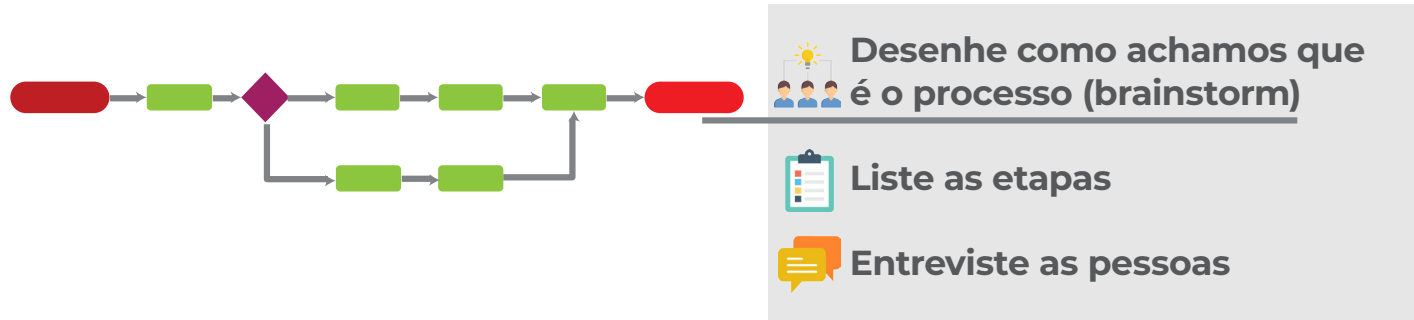 Desenhe como achamos que
é o processo (brainstorm)
Liste as etapas
Entreviste as pessoas